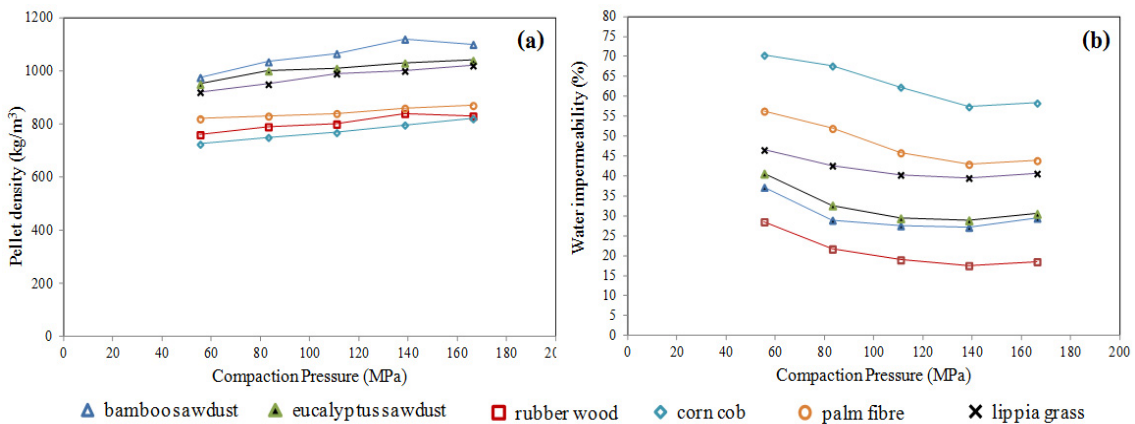 1200
1000
800
600
400
200
0
Pellet density (kg/m³)
(a)
0 20 40 60 80 100 120 140 160 180 20
Compaction Pressure (MPa)
80
75
70
65
60
55
50
45
40
35
30
25
20
15
10
5
0
Water impermeability (%)
(b)
0 20 40 60 80 100 120 140 160 180 200
Compaction Pressure (MPa)
bamboo sawdust eucalyptus sawdust rubber wood corn cob palm fibre lippia grass